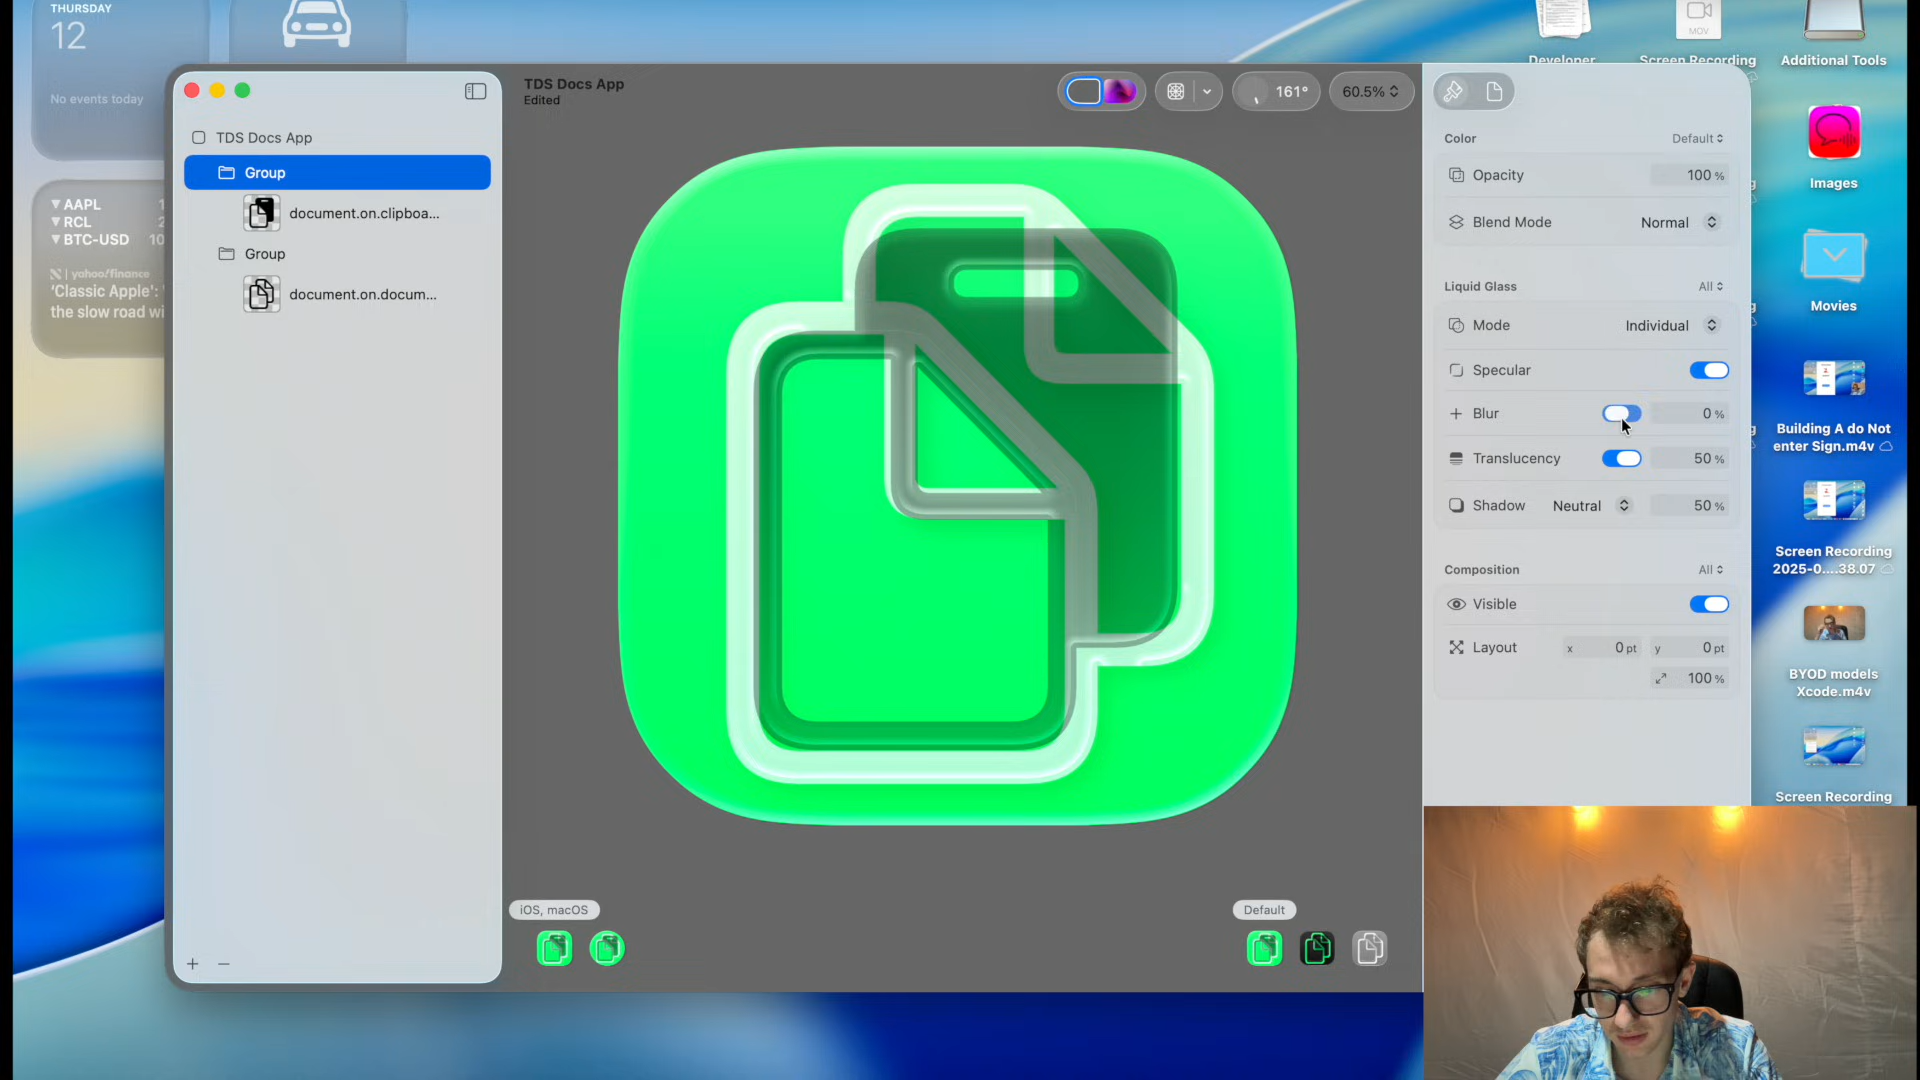 THURSDAY
12
No events today
AAPL
RCL
BTC-USD 10
yahoo!finance
‘Classic Apple’:
the slow road wi
TDS Docs App
Group
document.on.clipboa...
Group
document.on.docum...
TDS Docs App
Edited
161°
60.5%
iOS, macOS
Default
Color
Default
Opacity
100 %
Blend Mode
Normal
Liquid Glass
All
Mode
Individual
Specular
Blur
0 %
Translucency
50 %
Shadow
Neutral
50 %
Composition
All
Visible
Layout
x 0 pt
y 0 pt
100 %
Developer
MOV
Screen Recording
Additional Tools
Images
Movies
Building A do Not
enter Sign.m4v
Screen Recording
2025-0....38.07
BYOD models
Xcode.m4v
Screen Recording